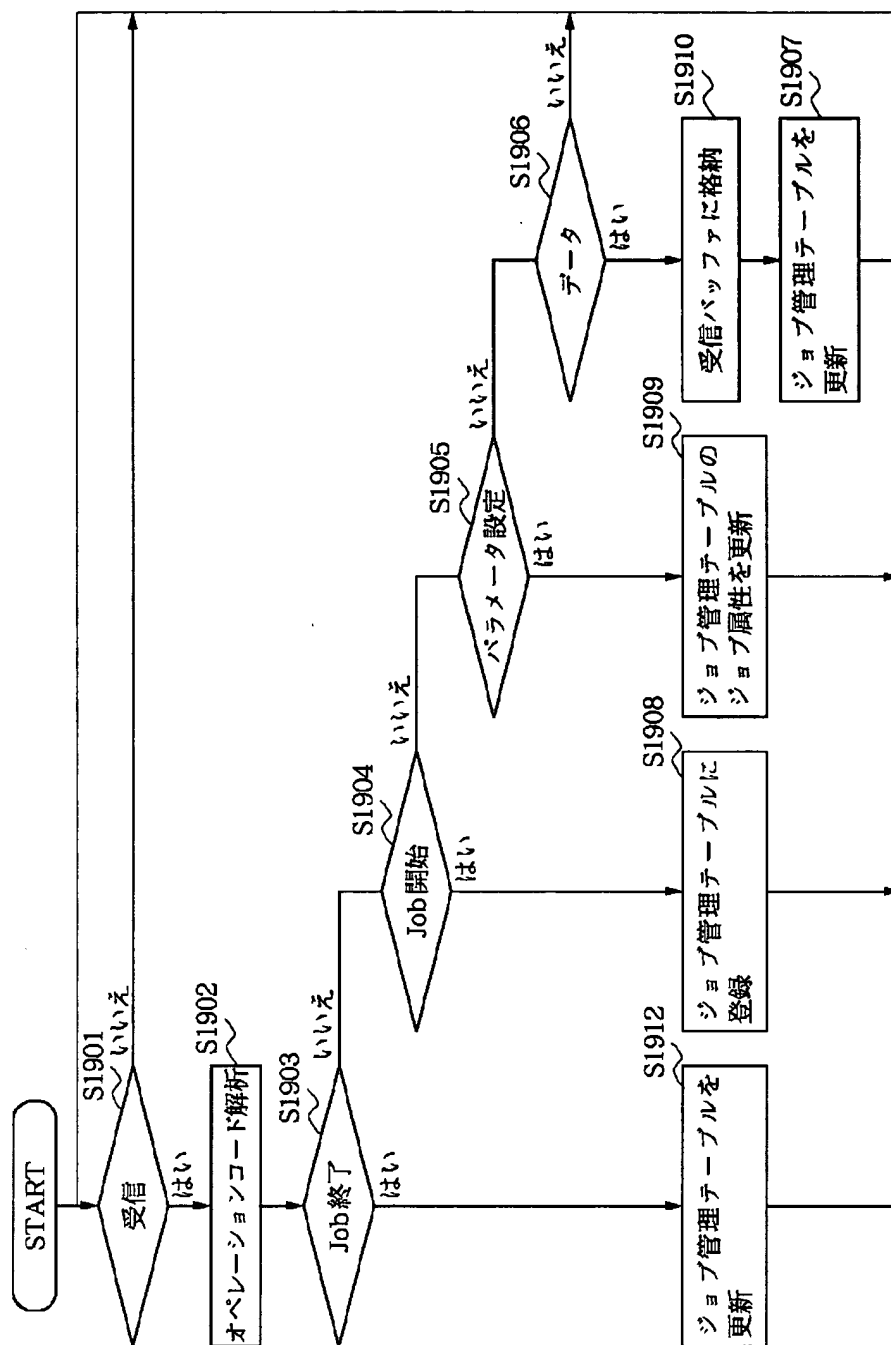 START
S1901
受信
いいえ
はい
S1902
オペレーションコード解析
S1903
Job終了
いいえ
はい
S1904
Job開始
いいえ
はい
S1905
パラメータ設定
いいえ
はい
S1906
データ
いいえ
はい
S1912
ジョブ管理テーブルを
更新
S1908
ジョブ管理テーブルに
登録
S1909
ジョブ管理テーブルの
ジョブ属性を更新
S1910
受信バッファに格納
S1907
ジョブ管理テーブルを
更新